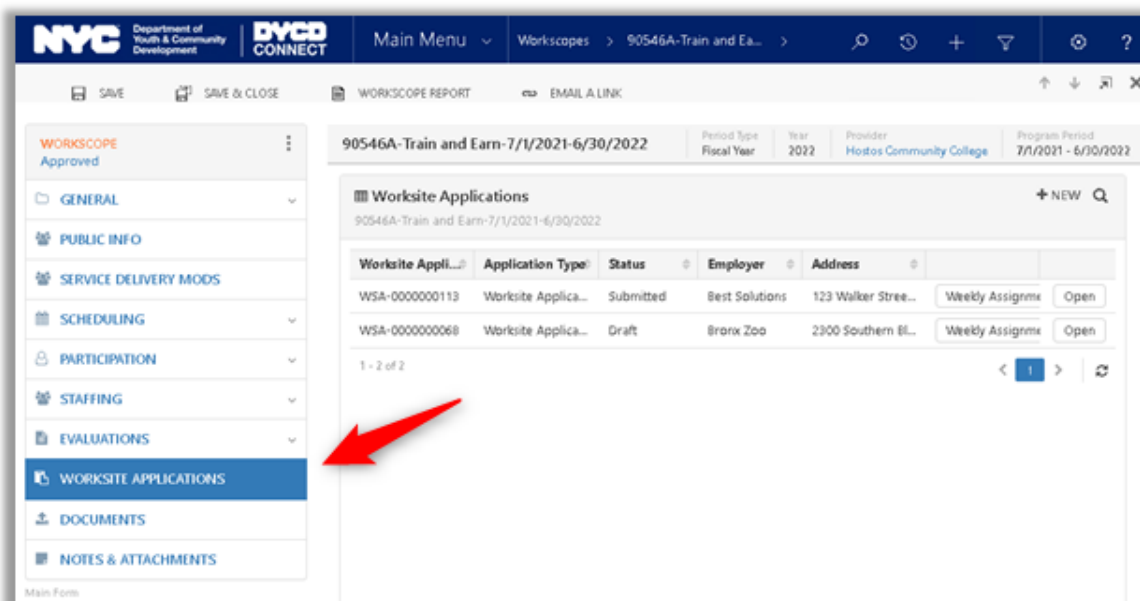 NYC Department of Youth & Community Development DYCD CONNECT Main Menu Workscopes > 90546A-Train and Ea... > + ?
SAVE SAVE & CLOSE WORKSCOPE REPORT EMAIL A LINK
WORKSCOPE
Approved
GENERAL
PUBLIC INFO
SERVICE DELIVERY MODS
SCHEDULING
PARTICIPATION
STAFFING
EVALUATIONS
WORKSITE APPLICATIONS
DOCUMENTS
NOTES & ATTACHMENTS
Main Form
90546A-Train and Earn-7/1/2021-6/30/2022
Period Type Year Provider Program Period
Fiscal Year 2022 Hostos Community College 7/1/2021 - 6/30/2022
Worksite Applications + NEW
90546A-Train and Earn-7/1/2021-6/30/2022
Worksite Appli... Application Type Status Employer Address
WSA-0000000113 Worksite Applica... Submitted Best Solutions 123 Walker Stree... Weekly Assignme Open
WSA-0000000068 Worksite Applica... Draft Bronx Zoo 2300 Southern Bl... Weekly Assignme Open
1 - 2 of 2 < 1 >